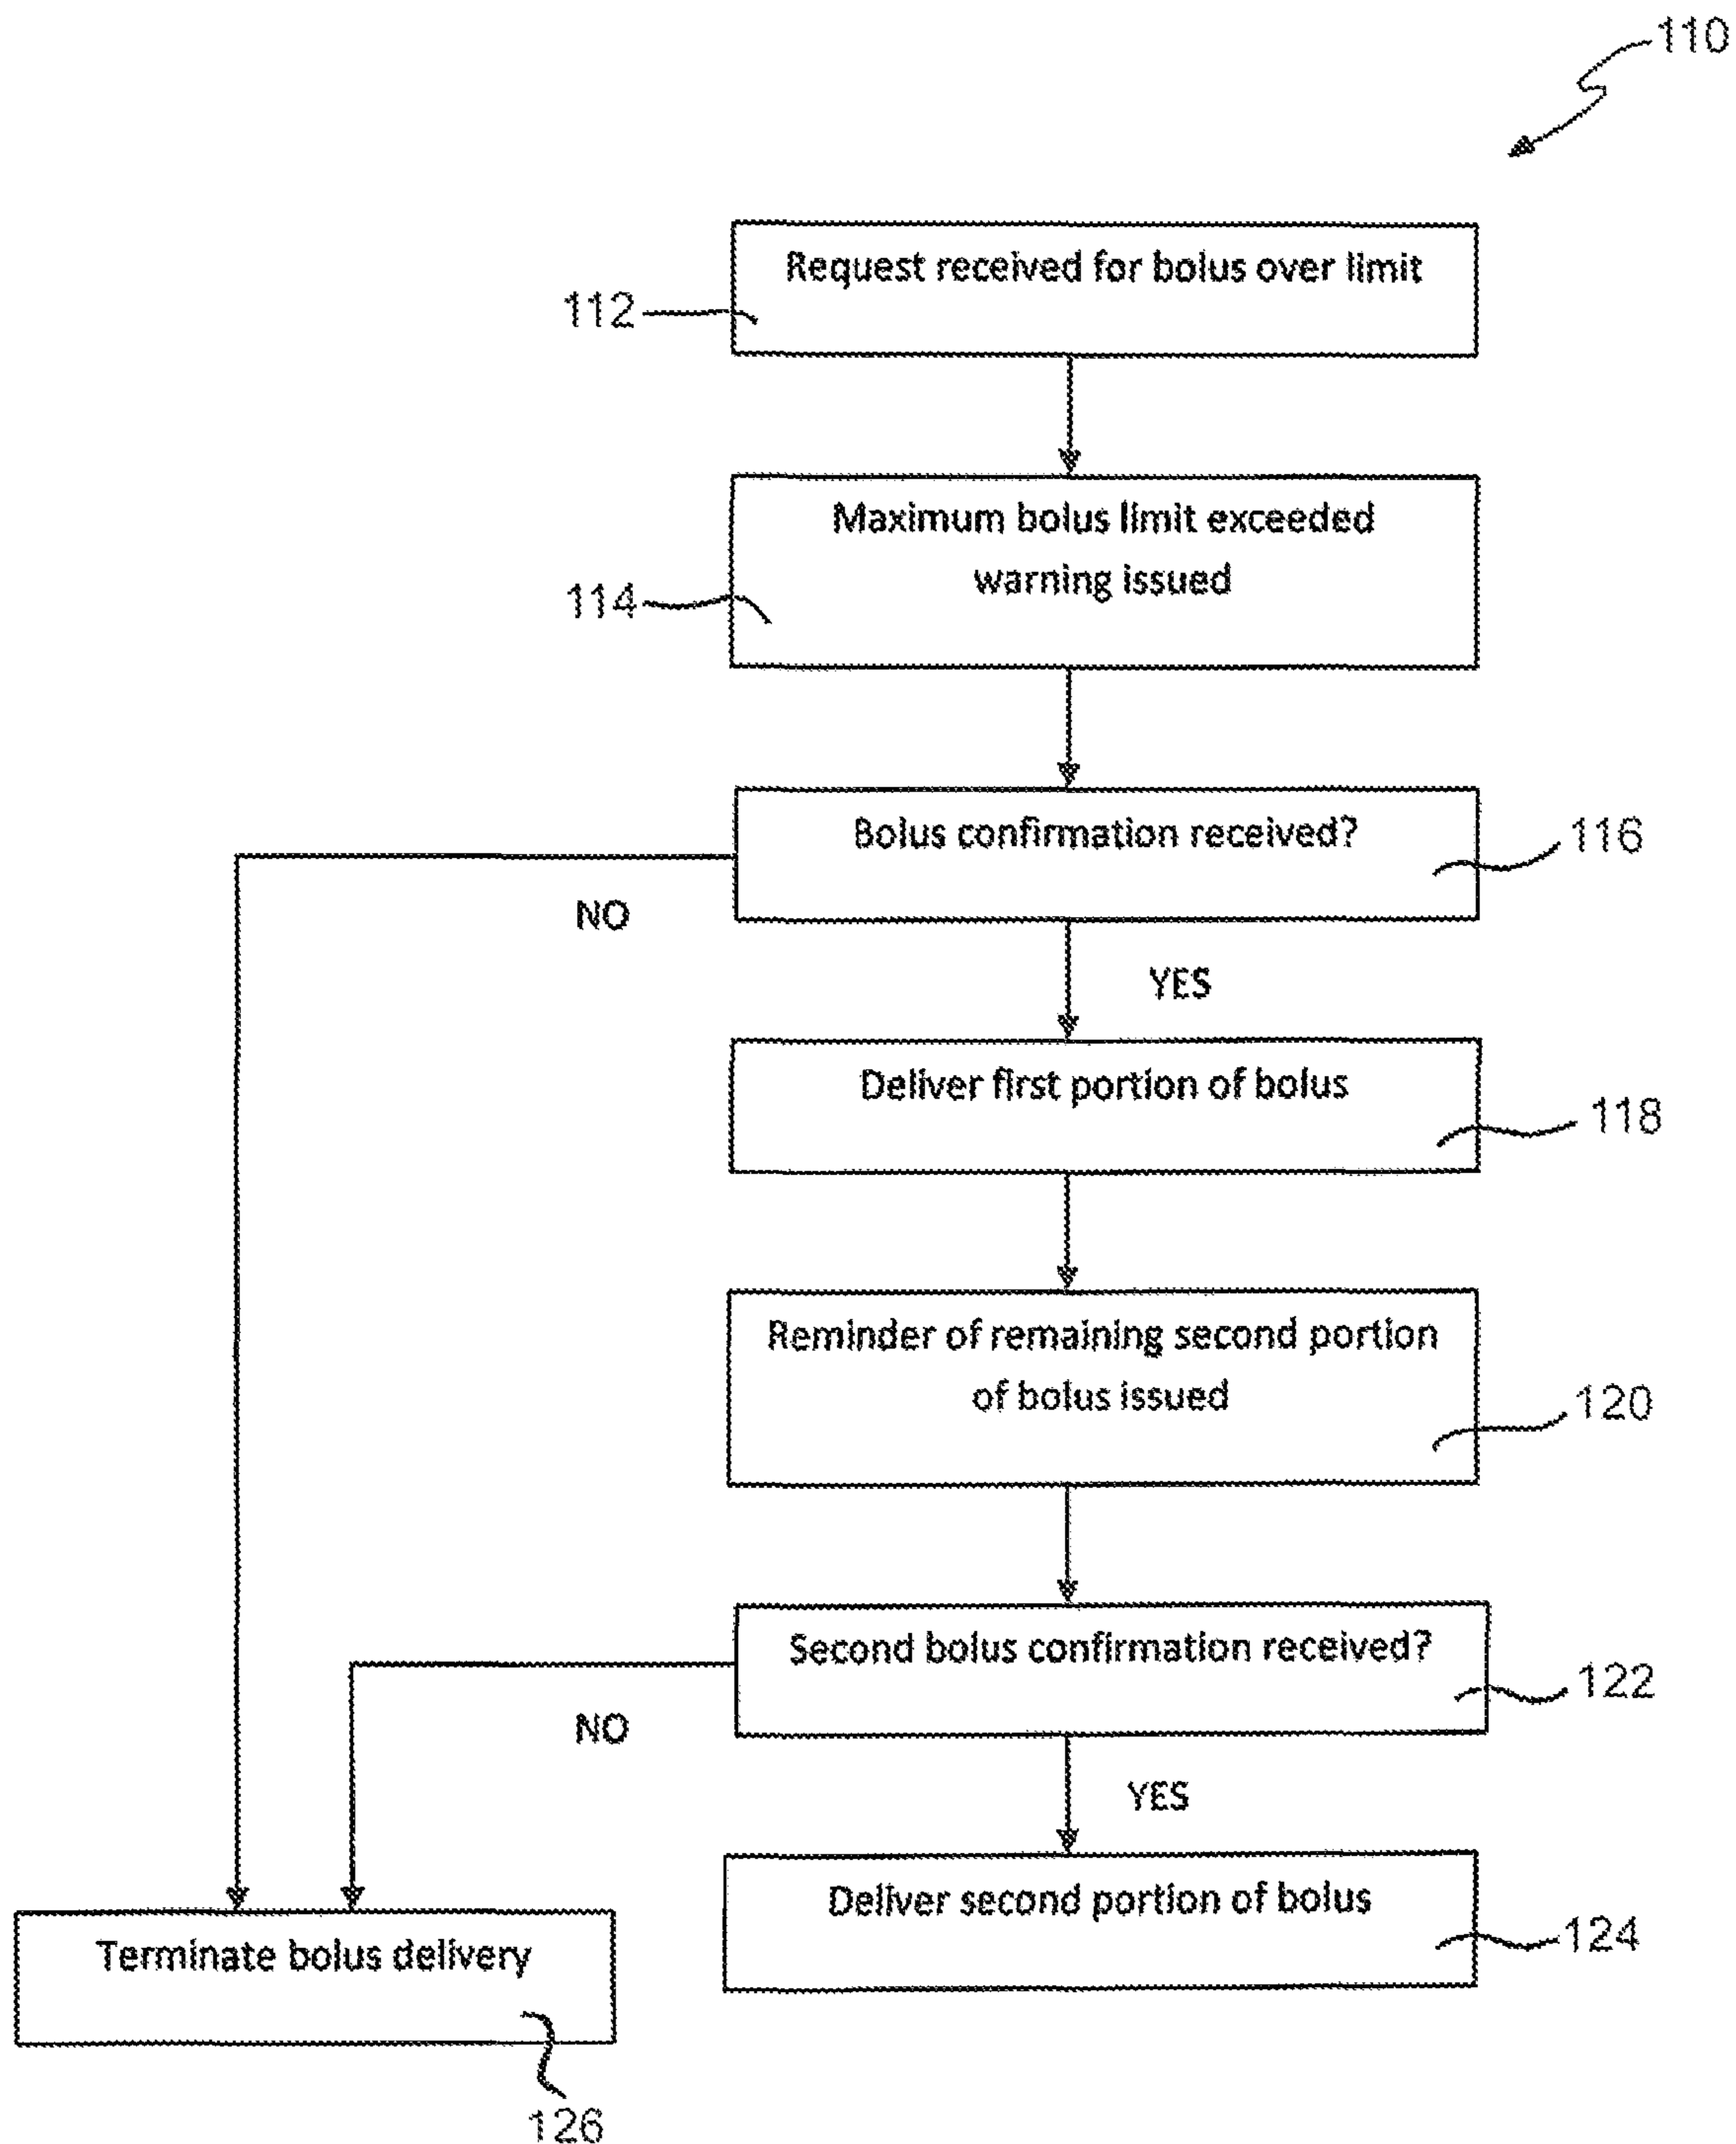 110
Request received for bolus over limit
112
Maximum bolus limit exceeded
warning issued
114
Bolus confirmation received?
116
NO
YES
Deliver first portion of bolus
118
Reminder of remaining second portion
of bolus issued
120
Second bolus confirmation received?
122
NO
YES
Deliver second portion of bolus
124
Terminate bolus delivery
126